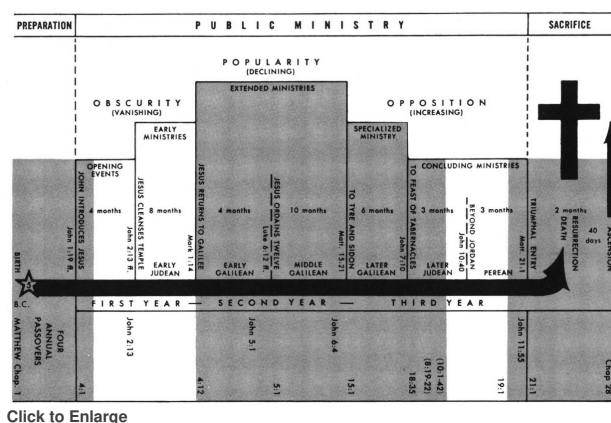 PREPARATION
PUBLIC MINISTRY
SACRIFICE
POPULARITY
(DECLINING)
EXTENDED MINISTRIES
OBSCURITY
(VANISHING)
OPPOSITION
(INCREASING)
EARLY
MINISTRIES
SPECIALIZED
MINISTRY
OPENING
EVENTS
CONCLUDING MINISTRIES
JOHN INTRODUCES JESUS
John 1:19 ff.
4 months
JESUS CLEANSES TEMPLE
John 2:13 ff.
8 months
EARLY
JUDEAN
JESUS RETURNS TO GALILEE
Mark 1:14
4 months
EARLY
GALILEAN
JESUS ORDAINS TWELVE
Luke 6:12 ff.
10 months
MIDDLE
GALILEAN
TO TYRE AND SIDON
Matt. 15.21
6 months
LATER
GALILEAN
TO FEAST OF TABERNACLES
John 7:10
3 months
LATER
JUDEAN
BEYOND JORDAN
John 10:40
3 months
PEREAN
TRIUMPHAL ENTRY
Matt. 21:1
2 months
DEATH
RESURRECTION
40
days
ASCENSION
BIRTH
5
B.C.
FIRST YEAR — SECOND YEAR — THIRD YEAR
FOUR
ANNUAL
PASSOVERS
John 2:13
John 5:1
John 6:4
John 11:55
MATTHEW Chap. 1
4:1
4:12
5:1
15:1
18:35
(8:19-22)
(10:1-42)
19:1
21:1
Chap 28
Click to Enlarge